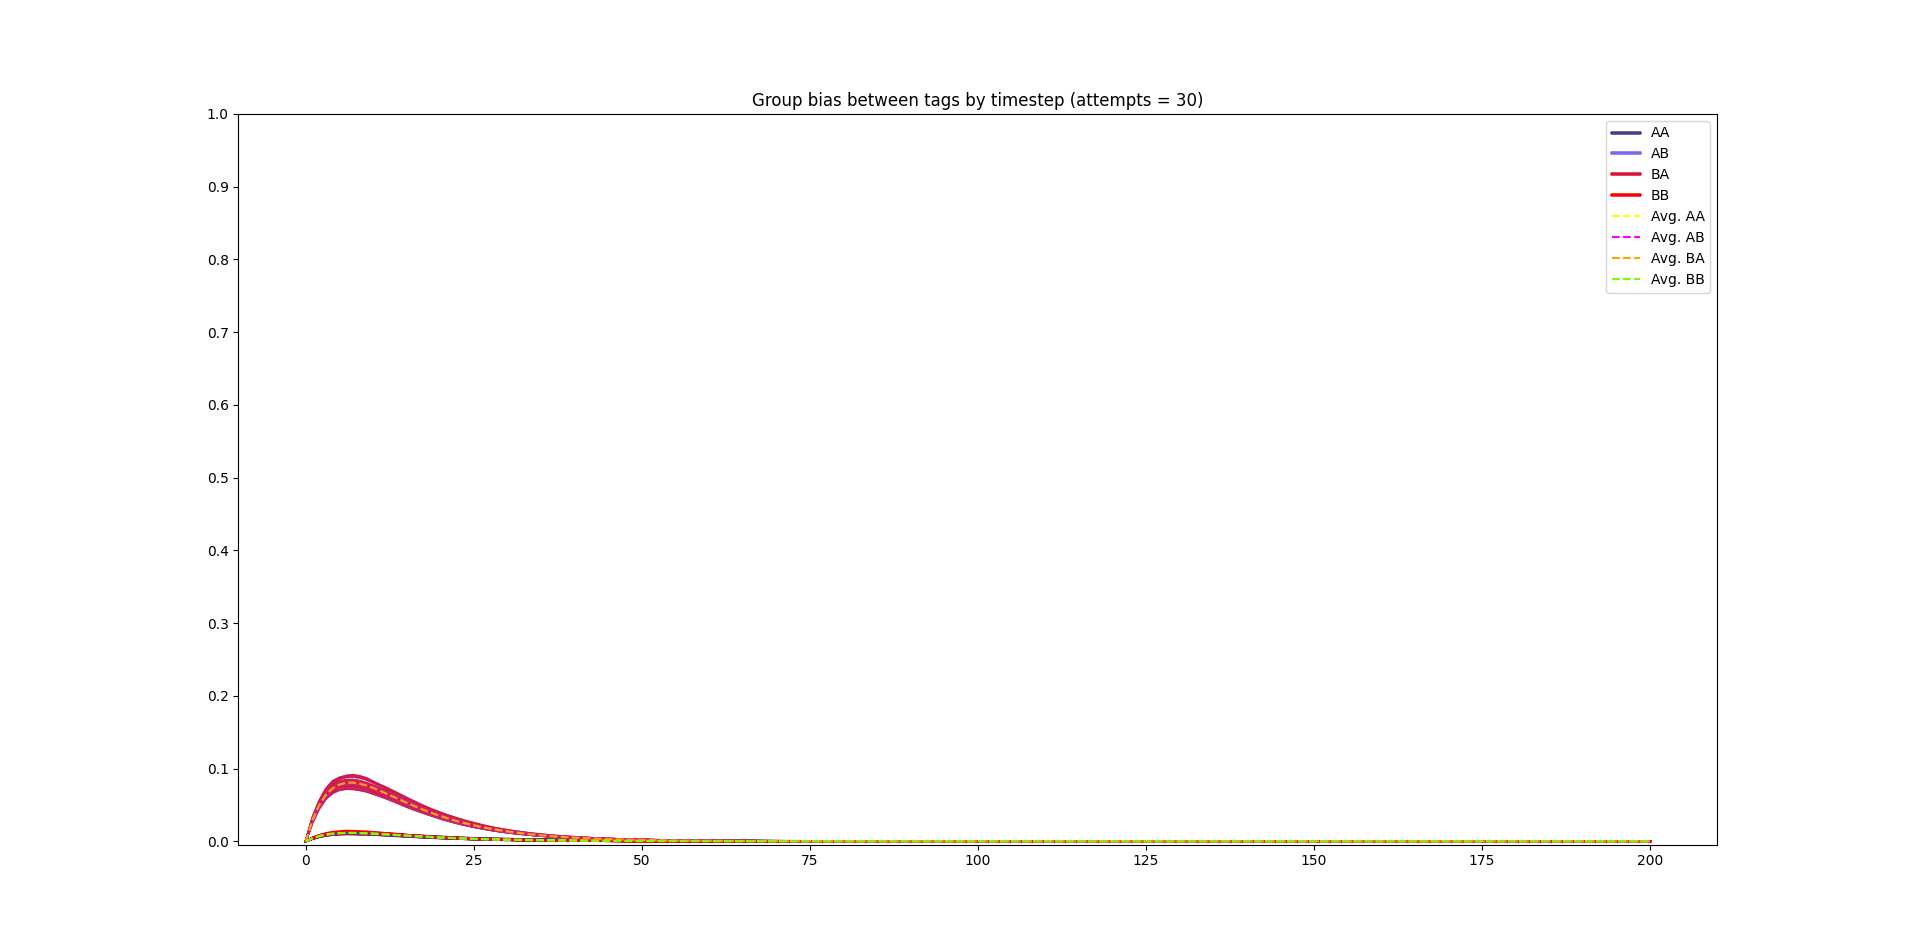 Group bias between tags by timestep (attempts = 30)
1.0
0.9
0.8
0.7
0.6
0.5
0.4
0.3
0.2
0.1
0.0
AA
AB
BA
BB
Avg. AA
Avg. AB
Avg. BA
Avg. BB
0 25 50 75 100 125 150 175 200